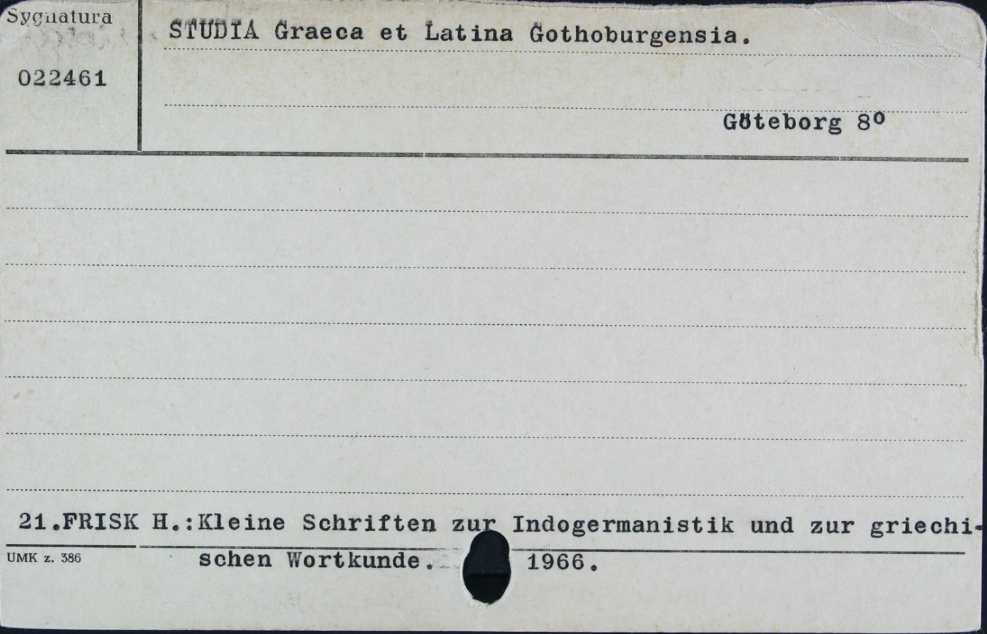 Sygnatura
STUDIA Graeca et Latina Gothoburgensia.
022461
Göteborg 8º
21.FRISK H.:Kleine Schriften zur Indogermanistik und zur griechi-
schen Wortkunde. 1966.
UMK z. 386